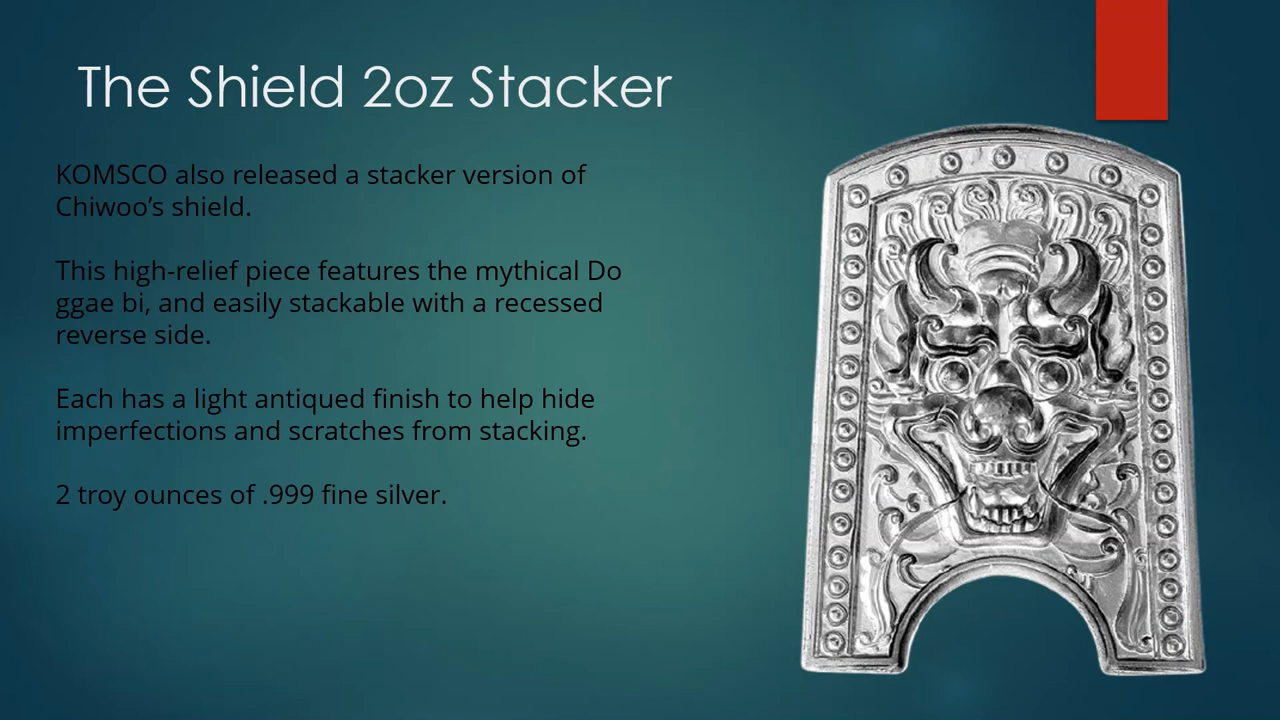 The Shield 2oz Stacker
KOMSCO also released a stacker version of
Chiwoo’s shield.
This high-relief piece features the mythical Do
ggae bi, and easily stackable with a recessed
reverse side.
Each has a light antiqued finish to help hide
imperfections and scratches from stacking.
2 troy ounces of .999 fine silver.